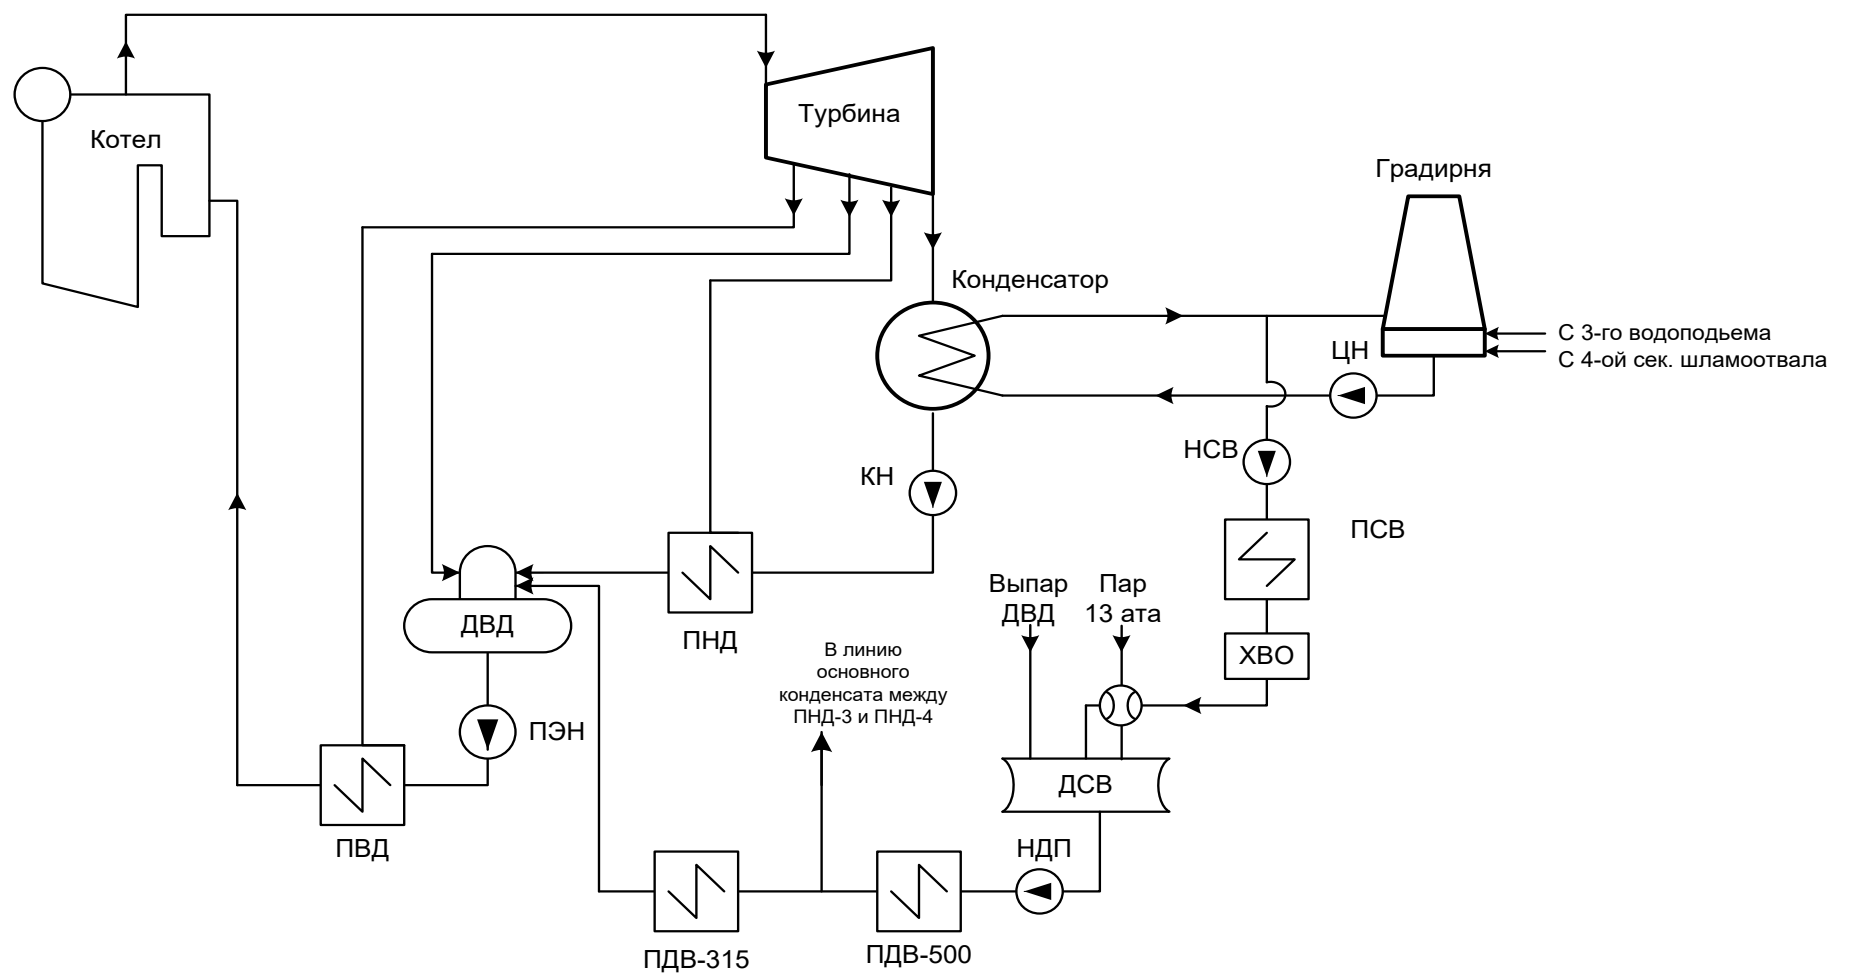 Котел
Турбина
Градирня
Конденсатор
С 3-го водоподьема
ЦН
С 4-ой сек. шламоотвала
НСВ
КН
ПСВ
Выпар
ДВД
Пар
13 ата
ДВД
ПНД
ХВО
В линию
основного
конденсата между
ПНД-3 и ПНД-4
ПЭН
ДСВ
ПВД
НДП
ПДВ-315
ПДВ-500